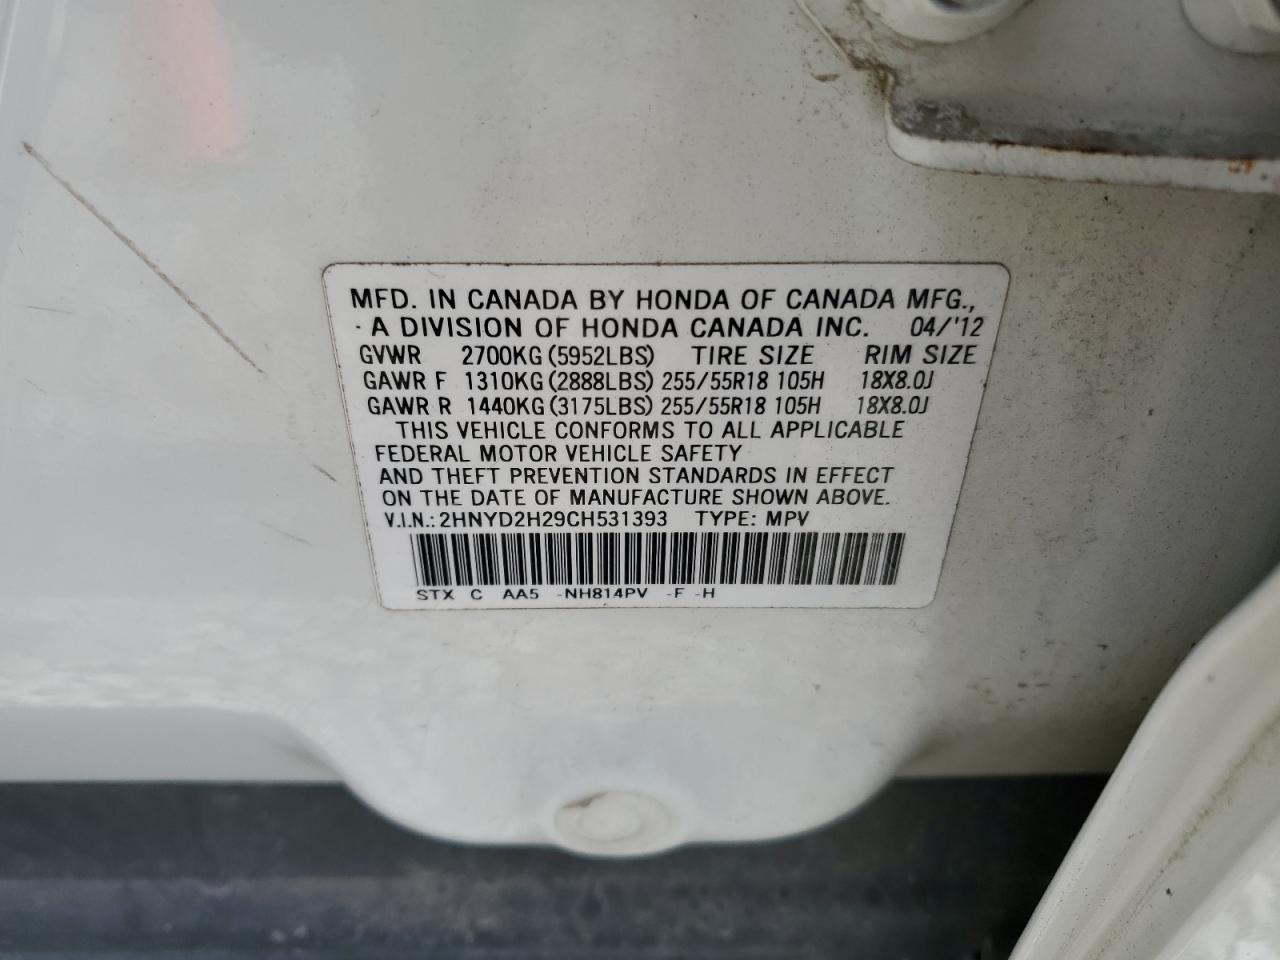 MFD. IN CANADA BY HONDA OF CANADA MFG.,
A DIVISION OF HONDA CANADA INC. 04/'12
GVWR 2700KG (5952LBS) TIRE SIZE RIM SIZE
GAWR F 1310KG (2888LBS) 255/55R18 105H 18X8.0J
GAWR R 1440KG (3175LBS) 255/55R18 105H 18X8.0J
THIS VEHICLE CONFORMS TO ALL APPLICABLE
FEDERAL MOTOR VEHICLE SAFETY
AND THEFT PREVENTION STANDARDS IN EFFECT
ON THE DATE OF MANUFACTURE SHOWN ABOVE.
V.I.N.: 2HNYD2H29CH531393 TYPE: MPV
STX C AA5 -NH814PV -F -H